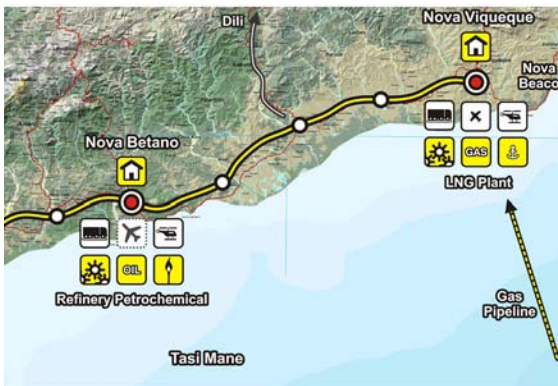 Nova Viqueque
Dili
Nova
Beaco
Nova Betano
GAS
LNG Plant
OIL
Refinery Petrochemical
Gas
Pipeline
Tasi Mane